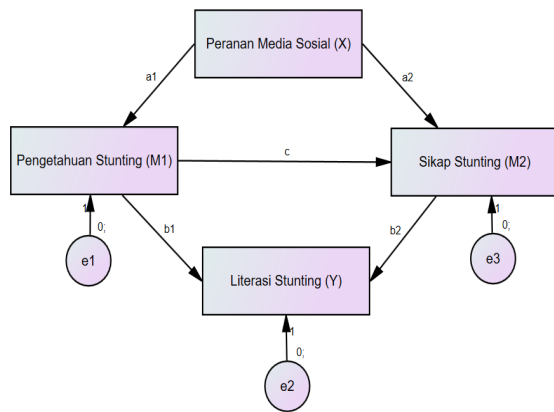 Peranan Media Sosial (X)
a1
a2
Pengetahuan Stunting (M1)
c
Sikap Stunting (M2)
1
0;
b1
b2
1
0;
e1
Literasi Stunting (Y)
e3
1
0;
e2